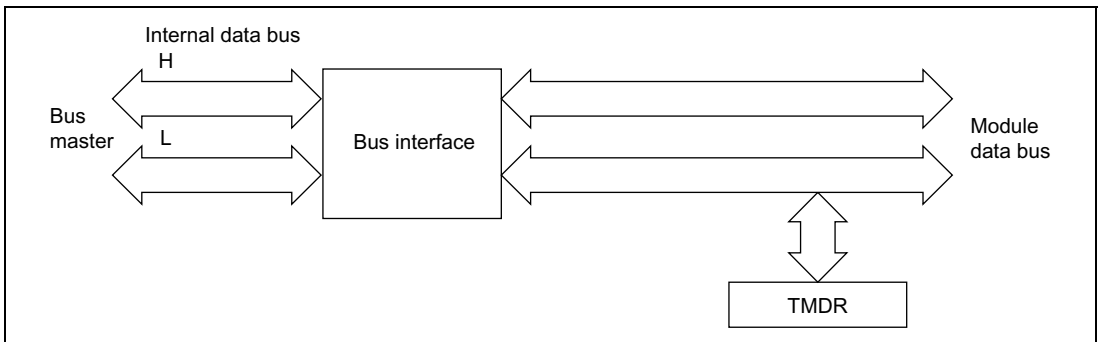 Internal data bus
H
Bus
master
L
Bus interface
Module
data bus
TMDR